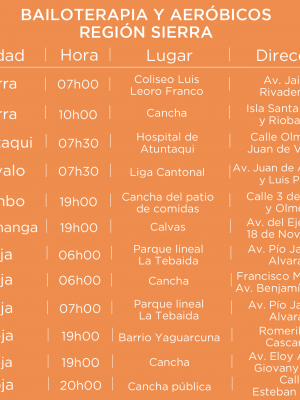 BAILOTERAPIA Y AERÓBICOS
REGIÓN SIERRA
dad Hora Lugar Direc
rra 07h00 Coliseo Luis Leoro Franco Av. Jai Rivaden
rra 10h00 Cancha Isla Santa y Rioba
taqui 07h30 Hospital de Atuntaqui Calle Olm Juan de V
valo 07h30 Liga Cantonal Av. Juan de A y Luis P
mbo 19h00 Cancha del patio de comidas Calle 3 de y Olme
manga 19h00 Calvas Av. del Eje 18 de Nov
ja 06h00 Parque lineal La Tebaida Av. Pío Ja Alvara
ja 06h00 Cancha Francisco M Av. Benjamí
ja 07h00 Parque lineal La Tebaida Av. Pío Ja Alvara
ja 19h00 Barrio Yaguarcuna Romeril Casca
ja 19h00 Cancha Av. Eloy A Giovany
ja 20h00 Cancha pública Call Esteban